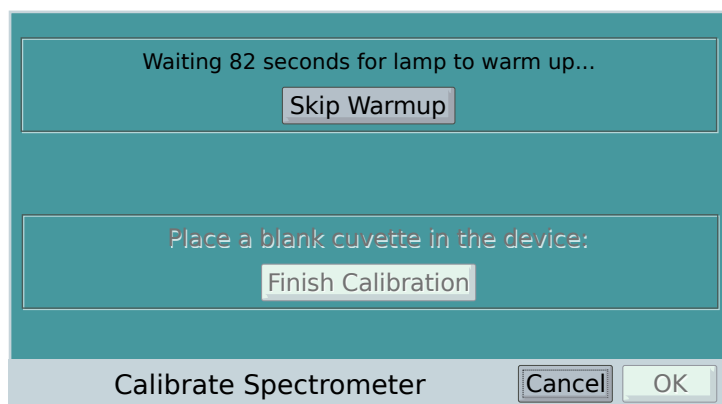 Waiting 82 seconds for lamp to warm up...
Skip Warmup
Place a blank cuvette in the device:
Finish Calibration
Calibrate Spectrometer
Cancel
OK